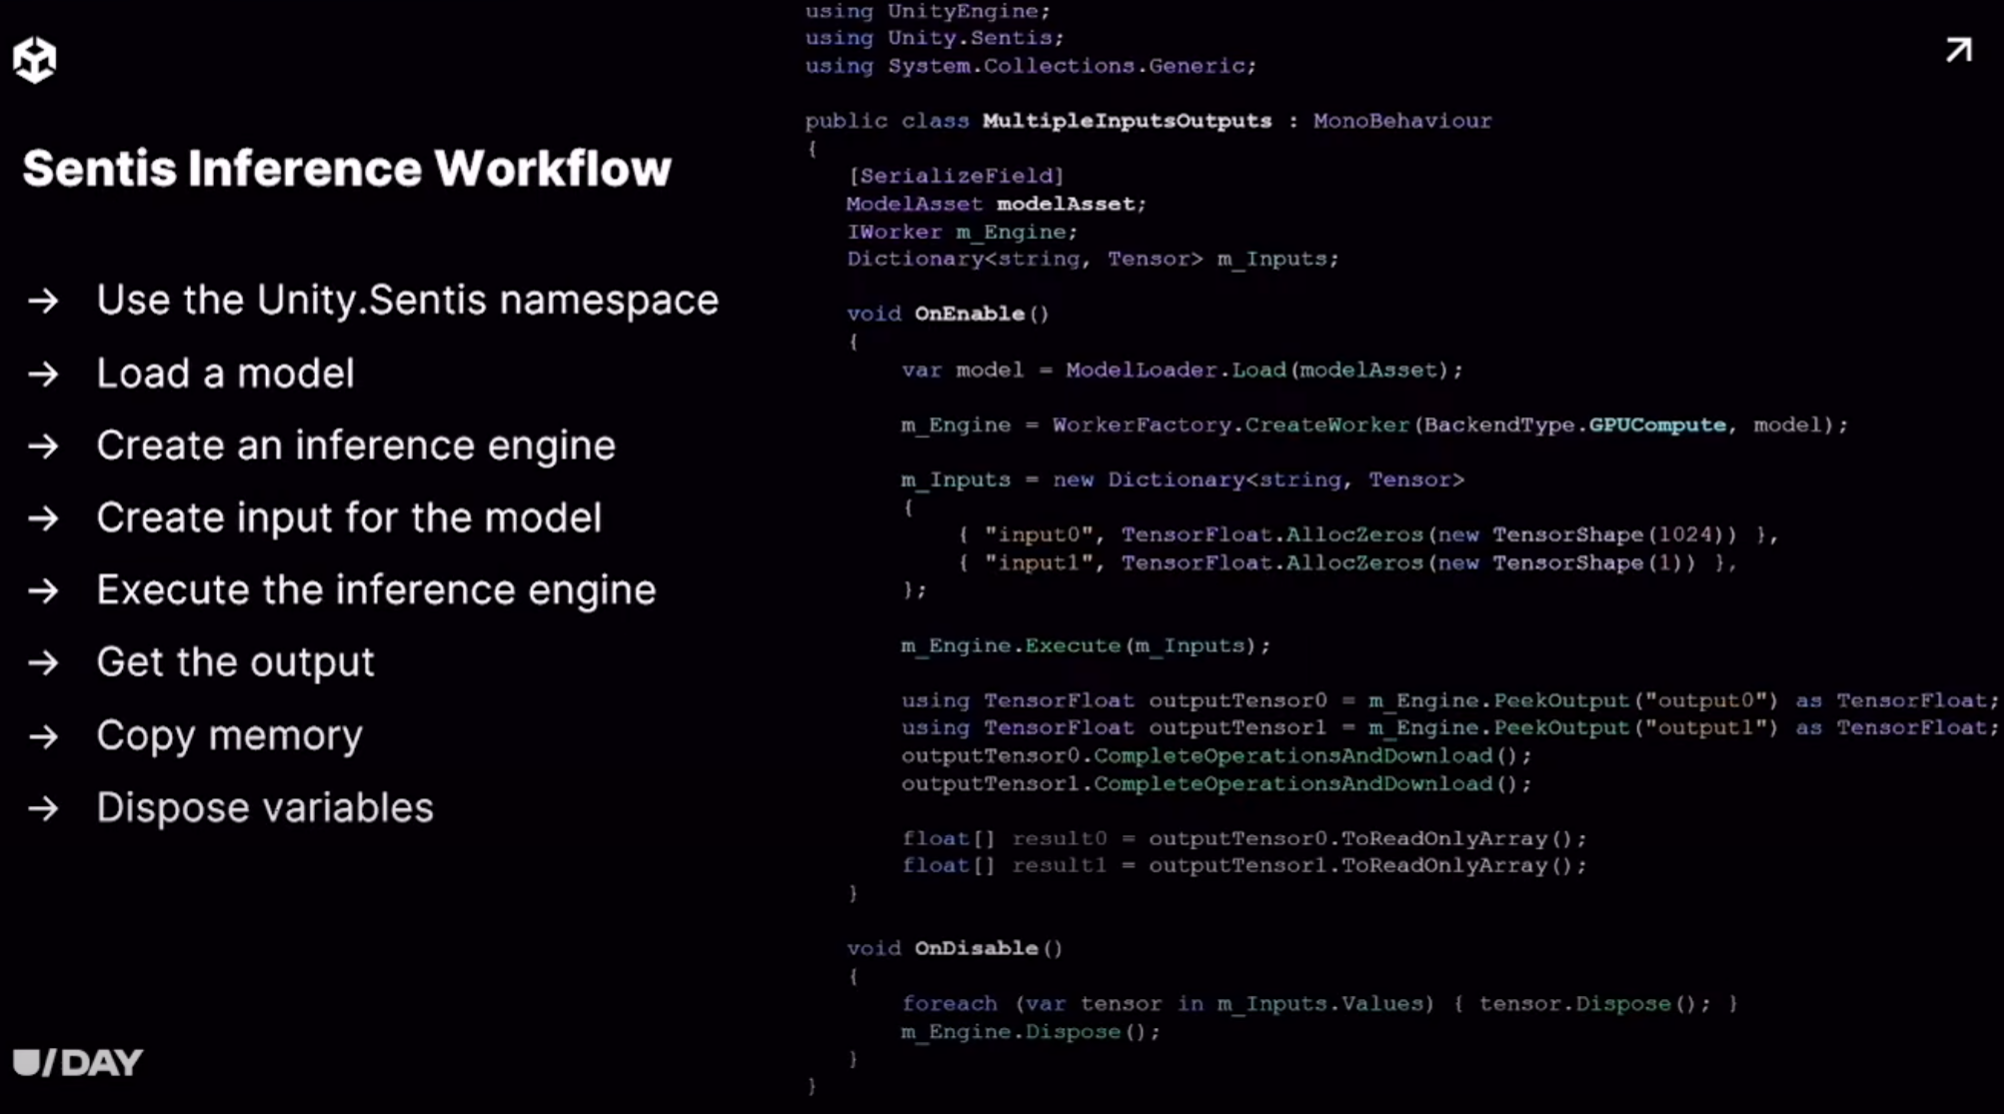 Sentis Inference Workflow
→ Use the Unity.Sentis namespace
→ Load a model
→ Create an inference engine
→ Create input for the model
→ Execute the inference engine
→ Get the output
→ Copy memory
→ Dispose variables
U/DAY
using UnityEngine;
using Unity.Sentis;
using System.Collections.Generic;
public class MultipleInputsOutputs : MonoBehaviour
{
[SerializeField]
ModelAsset modelAsset;
IWorker m_Engine;
Dictionary<string, Tensor> m_Inputs;
void OnEnable()
{
var model = ModelLoader.Load(modelAsset);
m_Engine = WorkerFactory.CreateWorker(BackendType.GPUCompute, model);
m_Inputs = new Dictionary<string, Tensor>
{
{ "input0", TensorFloat.AllocZeros(new TensorShape(1024)) },
{ "input1", TensorFloat.AllocZeros(new TensorShape(1)) },
};
m_Engine.Execute(m_Inputs);
using TensorFloat outputTensor0 = m_Engine.PeekOutput("output0") as TensorFloat;
using TensorFloat outputTensor1 = m_Engine.PeekOutput("output1") as TensorFloat;
outputTensor0.CompleteOperationsAndDownload();
outputTensor1.CompleteOperationsAndDownload();
float[] result0 = outputTensor0.ToReadOnlyArray();
float[] result1 = outputTensor1.ToReadOnlyArray();
}
void OnDisable()
{
foreach (var tensor in m_Inputs.Values) { tensor.Dispose(); }
m_Engine.Dispose();
}
}